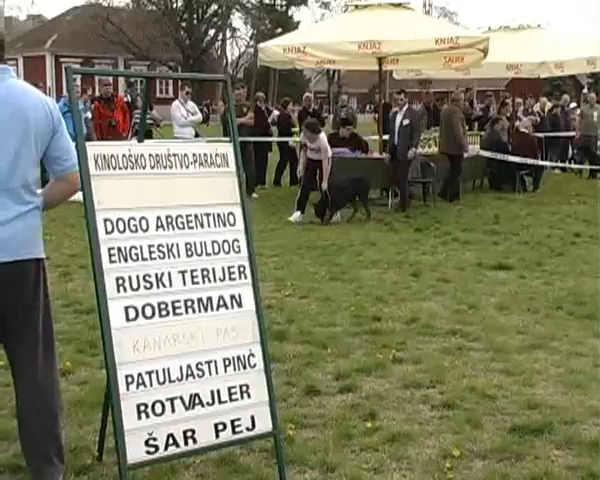 KNJAZ KNJAZ KNJAZ
KINOLOŠKO DRUŠTVO-PARAĆIN
DOGO ARGENTINO
ENGLESKI BULDOG
RUSKI TERIJER
DOBERMAN
KANARSKI PAS
PATULJASTI PINČ
ROTVAJLER
ŠAR PEJ